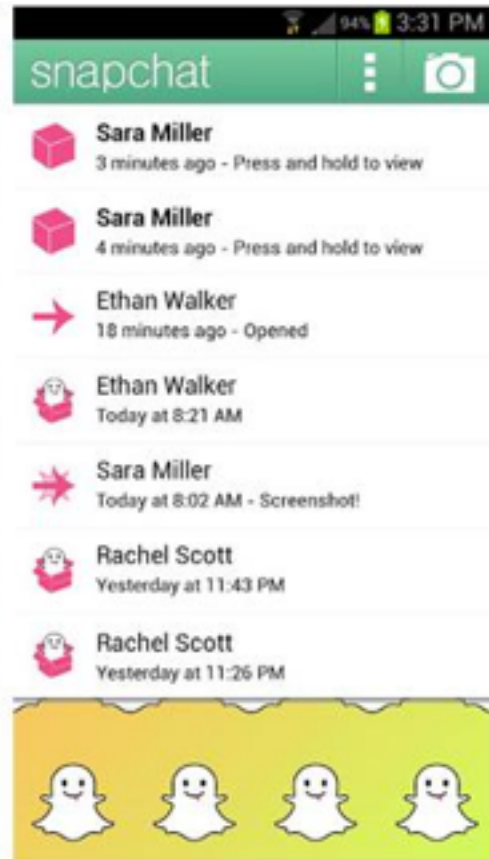 94% 3:31 PM
snapchat
Sara Miller
3 minutes ago - Press and hold to view
Sara Miller
4 minutes ago - Press and hold to view
Ethan Walker
18 minutes ago - Opened
Ethan Walker
Today at 8:21 AM
Sara Miller
Today at 8:02 AM - Screenshot!
Rachel Scott
Yesterday at 11:43 PM
Rachel Scott
Yesterday at 11:26 PM